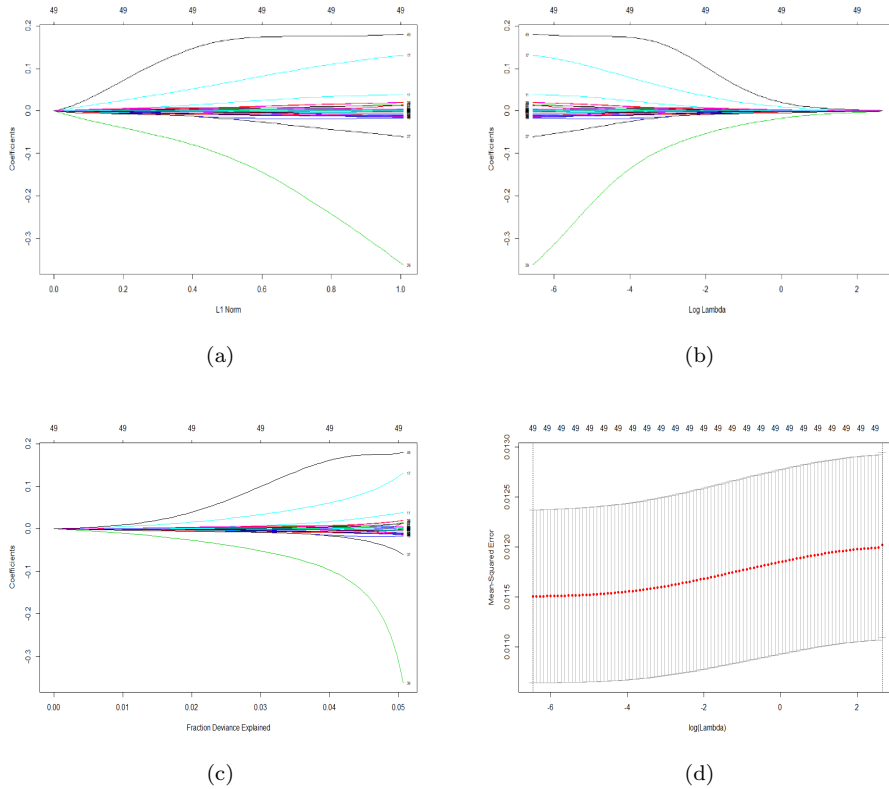 49 49 49 49 49 49
0.2
0.1
0.0
-0.1
-0.2
-0.3
Coefficients
0.0 0.2 0.4 0.6 0.8 1.0
L1 Norm
(a)
49 49 49 49 49
0.2
0.1
0.0
-0.1
-0.2
-0.3
Coefficients
-6 -4 -2 0 2
Log Lambda
(b)
49 49 49 49 49 49
0.2
0.1
0.0
-0.1
-0.2
-0.3
Coefficients
0.00 0.01 0.02 0.03 0.04 0.05
Fraction Deviance Explained
(c)
49 49 49 49 49 49 49 49 49 49 49 49 49 49 49 49 49 49 49
0.0130
0.0125
0.0120
0.0115
0.0110
Mean-Squared Error
-6 -4 -2 0 2
log(Lambda)
(d)